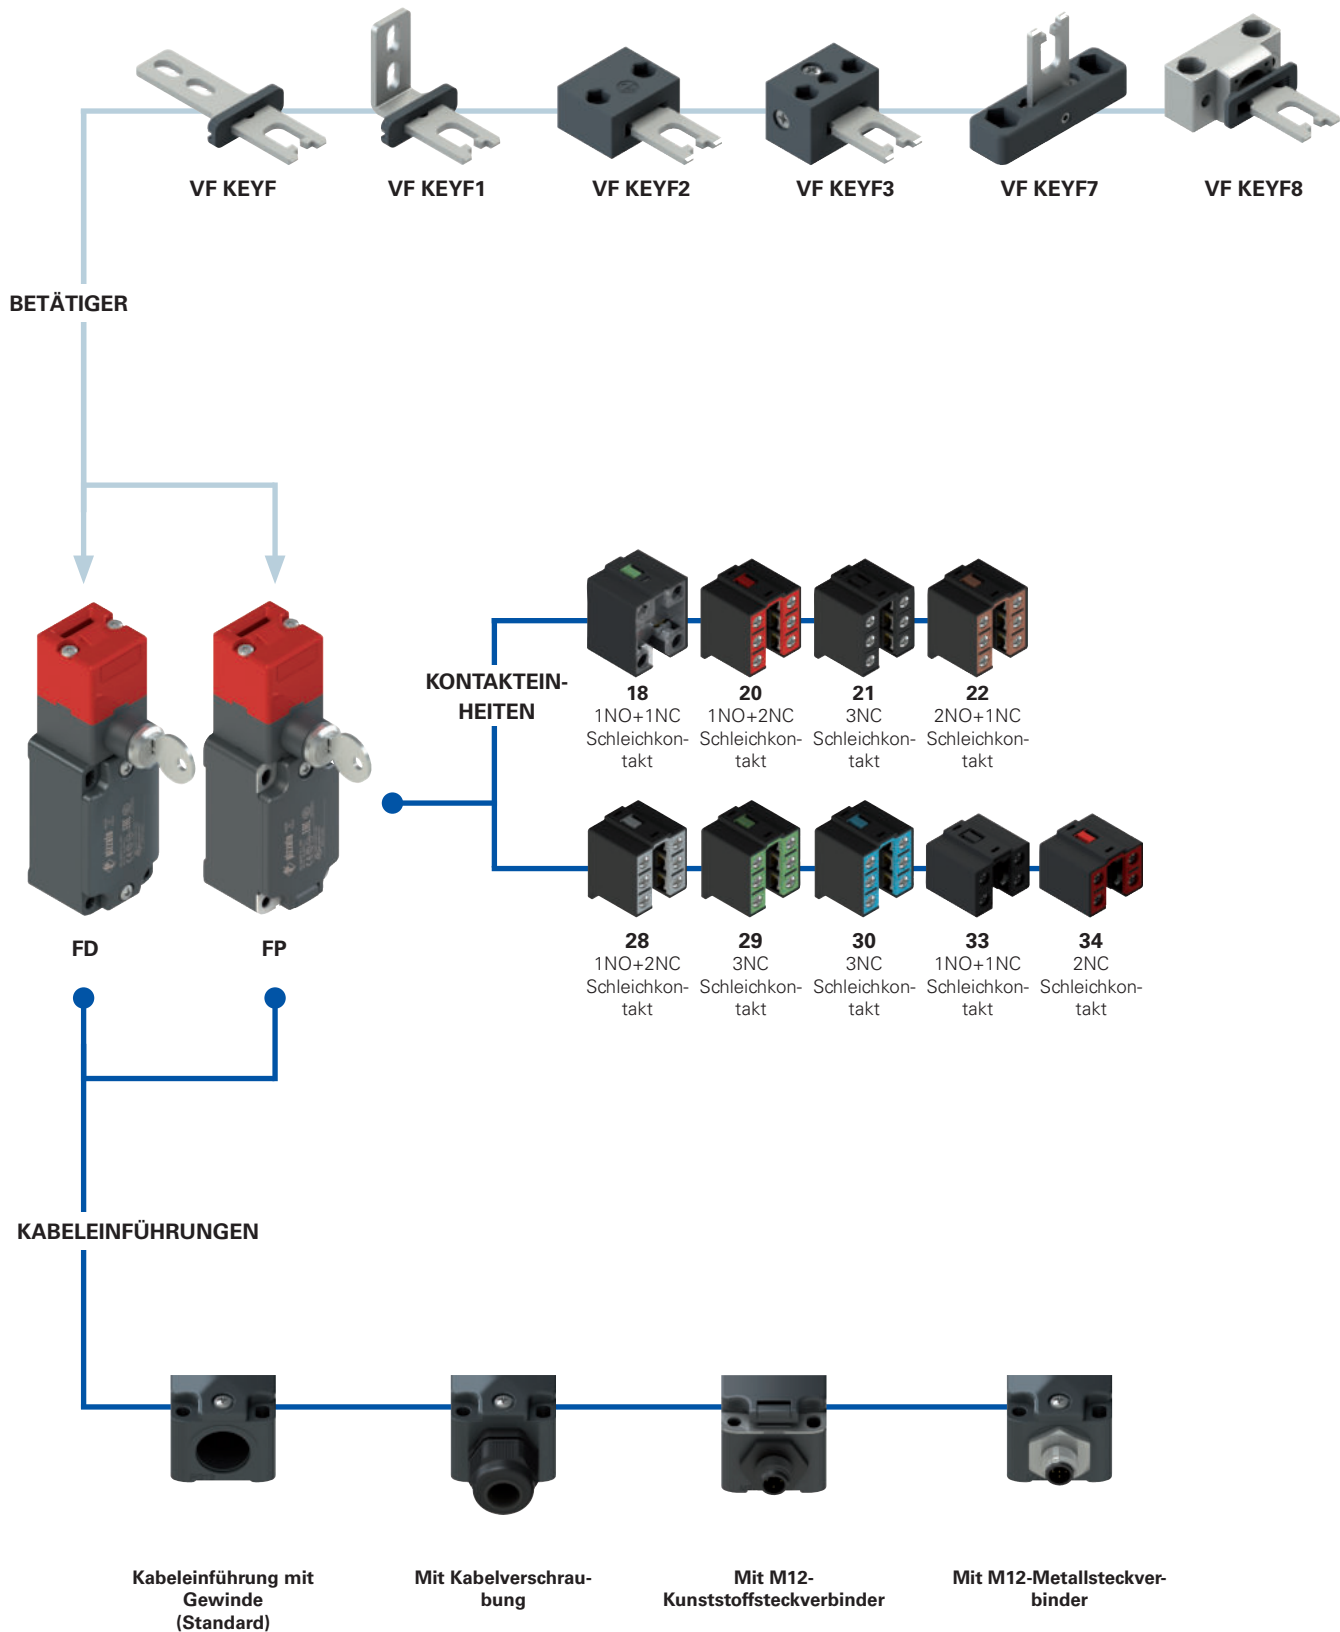 VF KEYF
VF KEYF1
VF KEYF2
VF KEYF3
VF KEYF7
VF KEYF8
BETÄTIGER
KONTAKTEIN-
HEITEN
18
1NO+1NC
Schleichkon-
takt
20
1NO+2NC
Schleichkon-
takt
21
3NC
Schleichkon-
takt
22
2NO+1NC
Schleichkon-
takt
28
1NO+2NC
Schleichkon-
takt
29
3NC
Schleichkon-
takt
30
3NC
Schleichkon-
takt
33
1NO+1NC
Schleichkon-
takt
34
2NC
Schleichkon-
takt
pizzato
pizzato
FD
FP
KABELEINFÜHRUNGEN
Kabeleinführung mit
Gewinde
(Standard)
Mit Kabelverschrau-
bung
Mit M12-
Kunststoffsteckverbinder
Mit M12-Metallsteckver-
binder